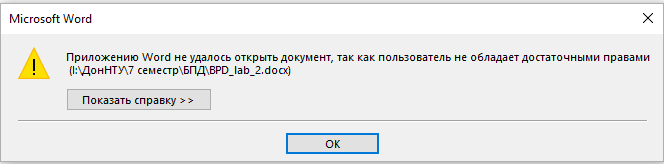 Microsoft Word
Приложению Word не удалось открыть документ, так как пользователь не обладает достаточными правами
(I:\ДонНТУ\7 семестр\БПД\BPD_lab_2.docx)
Показать справку >>
ОК